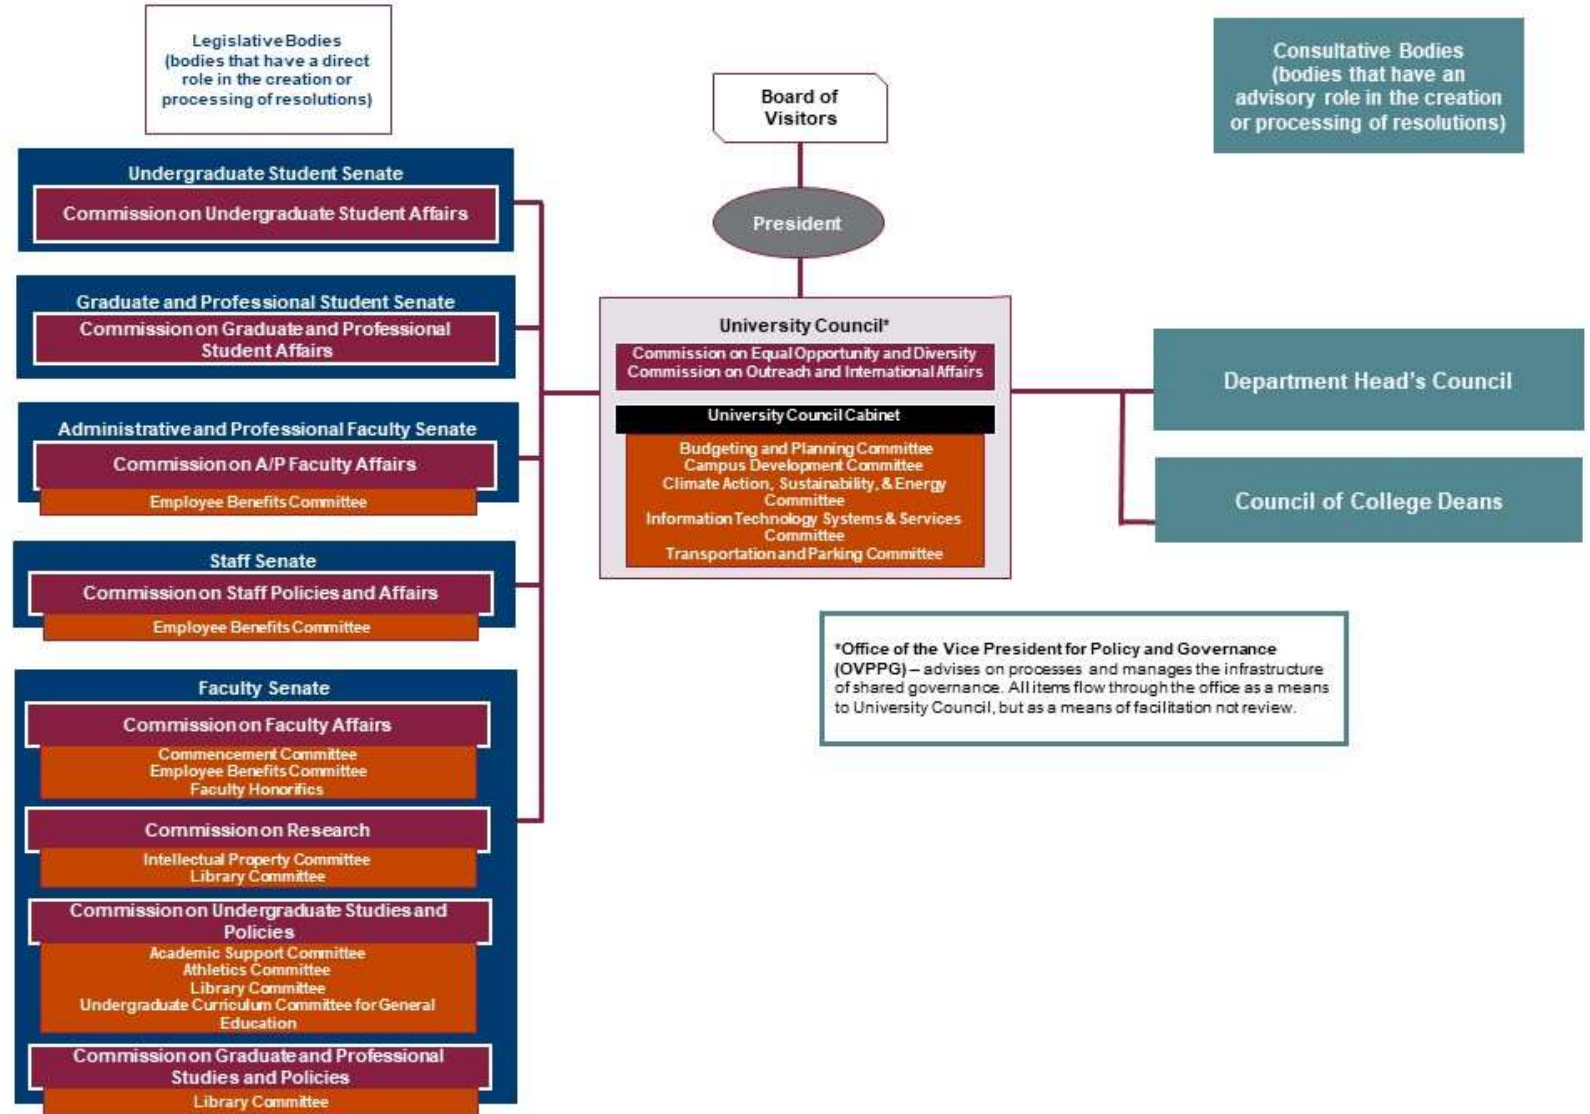 Legislative Bodies
(bodies that have a direct
role in the creation or
processing of resolutions)
Undergraduate Student Senate
Commission on Undergraduate Student Affairs
Graduate and Professional Student Senate
Commission on Graduate and Professional
Student Affairs
Administrative and Professional Faculty Senate
Commission on A/P Faculty Affairs
Employee Benefits Committee
Staff Senate
Commission on Staff Policies and Affairs
Employee Benefits Committee
Faculty Senate
Commission on Faculty Affairs
Commencement Committee
Employee Benefits Committee
Faculty Honorifics
Commission on Research
Intellectual Property Committee
Library Committee
Commission on Undergraduate Studies and
Policies
Academic Support Committee
Athletics Committee
Library Committee
Undergraduate Curriculum Committee for General
Education
Commission on Graduate and Professional
Studies and Policies
Library Committee
Board of
Visitors
President
University Council*
Commission on Equal Opportunity and Diversity
Commission on Outreach and International Affairs
University Council Cabinet
Budgeting and Planning Committee
Campus Development Committee
Climate Action, Sustainability, & Energy
Committee
Information Technology Systems & Services
Committee
Transportation and Parking Committee
Consultative Bodies
(bodies that have an
advisory role in the creation
or processing of resolutions)
Department Head's Council
Council of College Deans
*Office of the Vice President for Policy and Governance
(OVPPG) – advises on processes and manages the infrastructure
of shared governance. All items flow through the office as a means
to University Council, but as a means of facilitation not review.